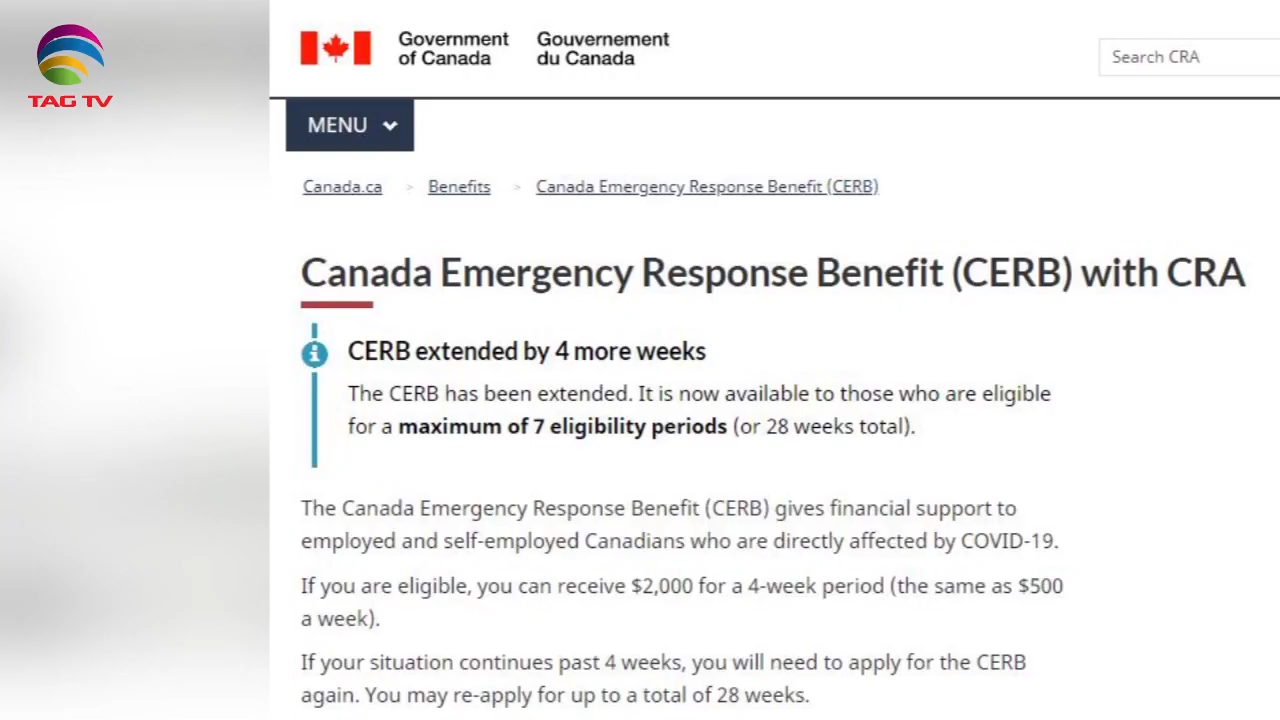 TAG TV
Government of Canada
Gouvernement du Canada
Search CRA
MENU
Canada.ca > Benefits > Canada Emergency Response Benefit (CERB)
Canada Emergency Response Benefit (CERB) with CRA
CERB extended by 4 more weeks
The CERB has been extended. It is now available to those who are eligible
for a maximum of 7 eligibility periods (or 28 weeks total).
The Canada Emergency Response Benefit (CERB) gives financial support to
employed and self-employed Canadians who are directly affected by COVID-19.
If you are eligible, you can receive $2,000 for a 4-week period (the same as $500
a week).
If your situation continues past 4 weeks, you will need to apply for the CERB
again. You may re-apply for up to a total of 28 weeks.